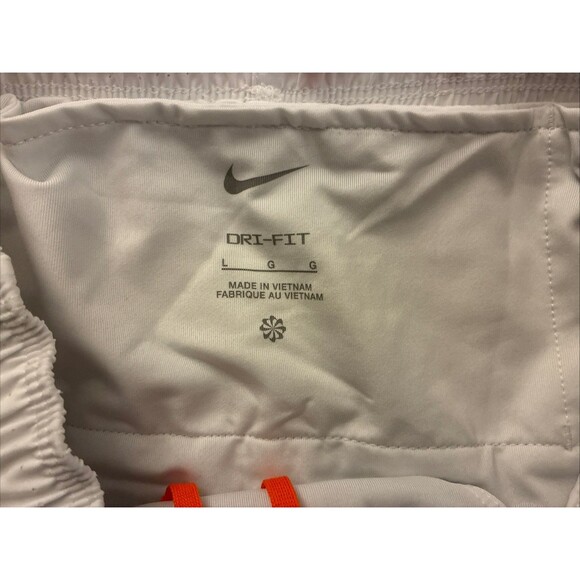 DRI-FIT
L G G
MADE IN VIETNAM
FABRIQUE AU VIETNAM